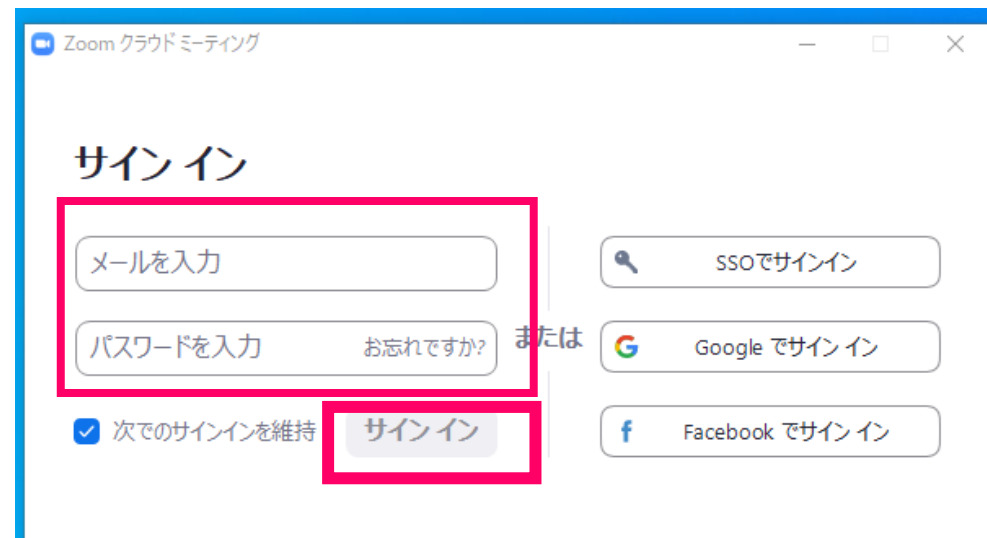 Zoom クラウド ミーティング
サイン イン
メールを入力
パスワードを入力 お忘れですか?
次でのサインインを維持 サイン イン
または
SSOでサインイン
Google でサイン イン
Facebook でサイン イン